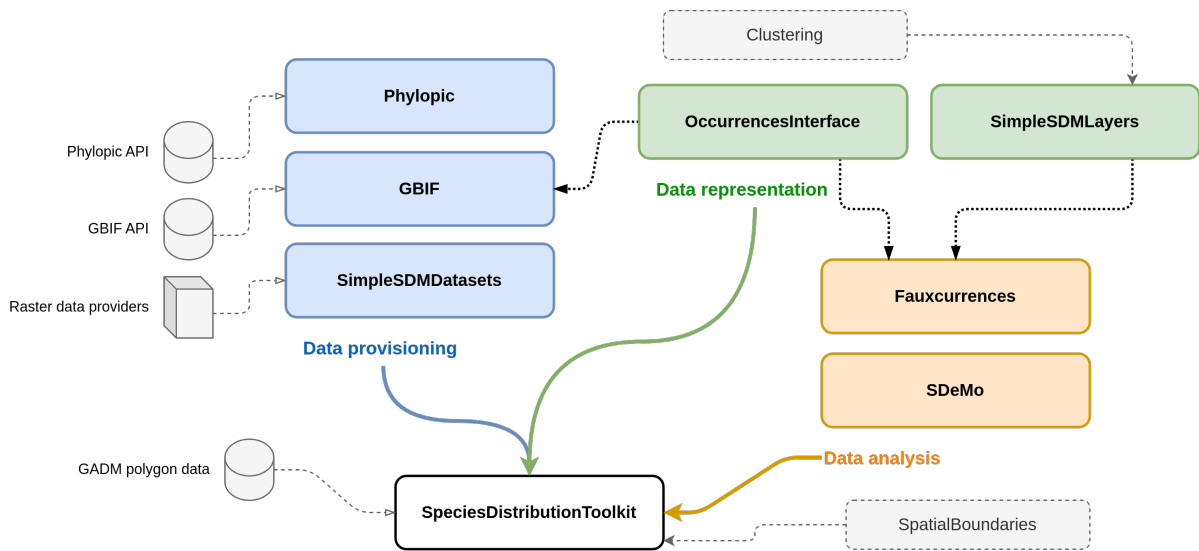 Clustering
Phylopic
OccurrencesInterface
SimpleSDMLayers
Phylopic API
GBIF
Data representation
GBIF API
SimpleSDMDatasets
Raster data providers
Fauxcurrences
Data provisioning
SDeMo
Data analysis
GADM polygon data
SpeciesDistributionToolkit
SpatialBoundaries